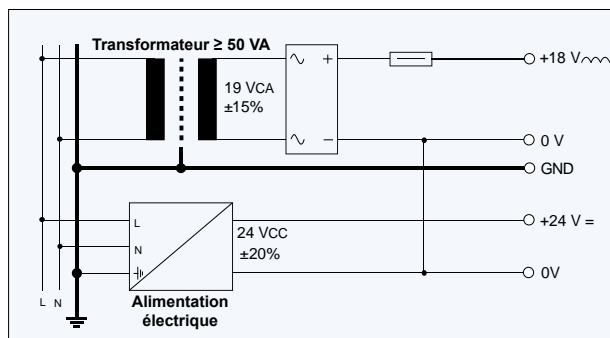 Transformateur ≥ 50 VA
19 VCA
±15%
+
−
+18 V
0 V
GND
L
N
24 VCC
±20%
+24 V =
0V
L N
Alimentation
électrique